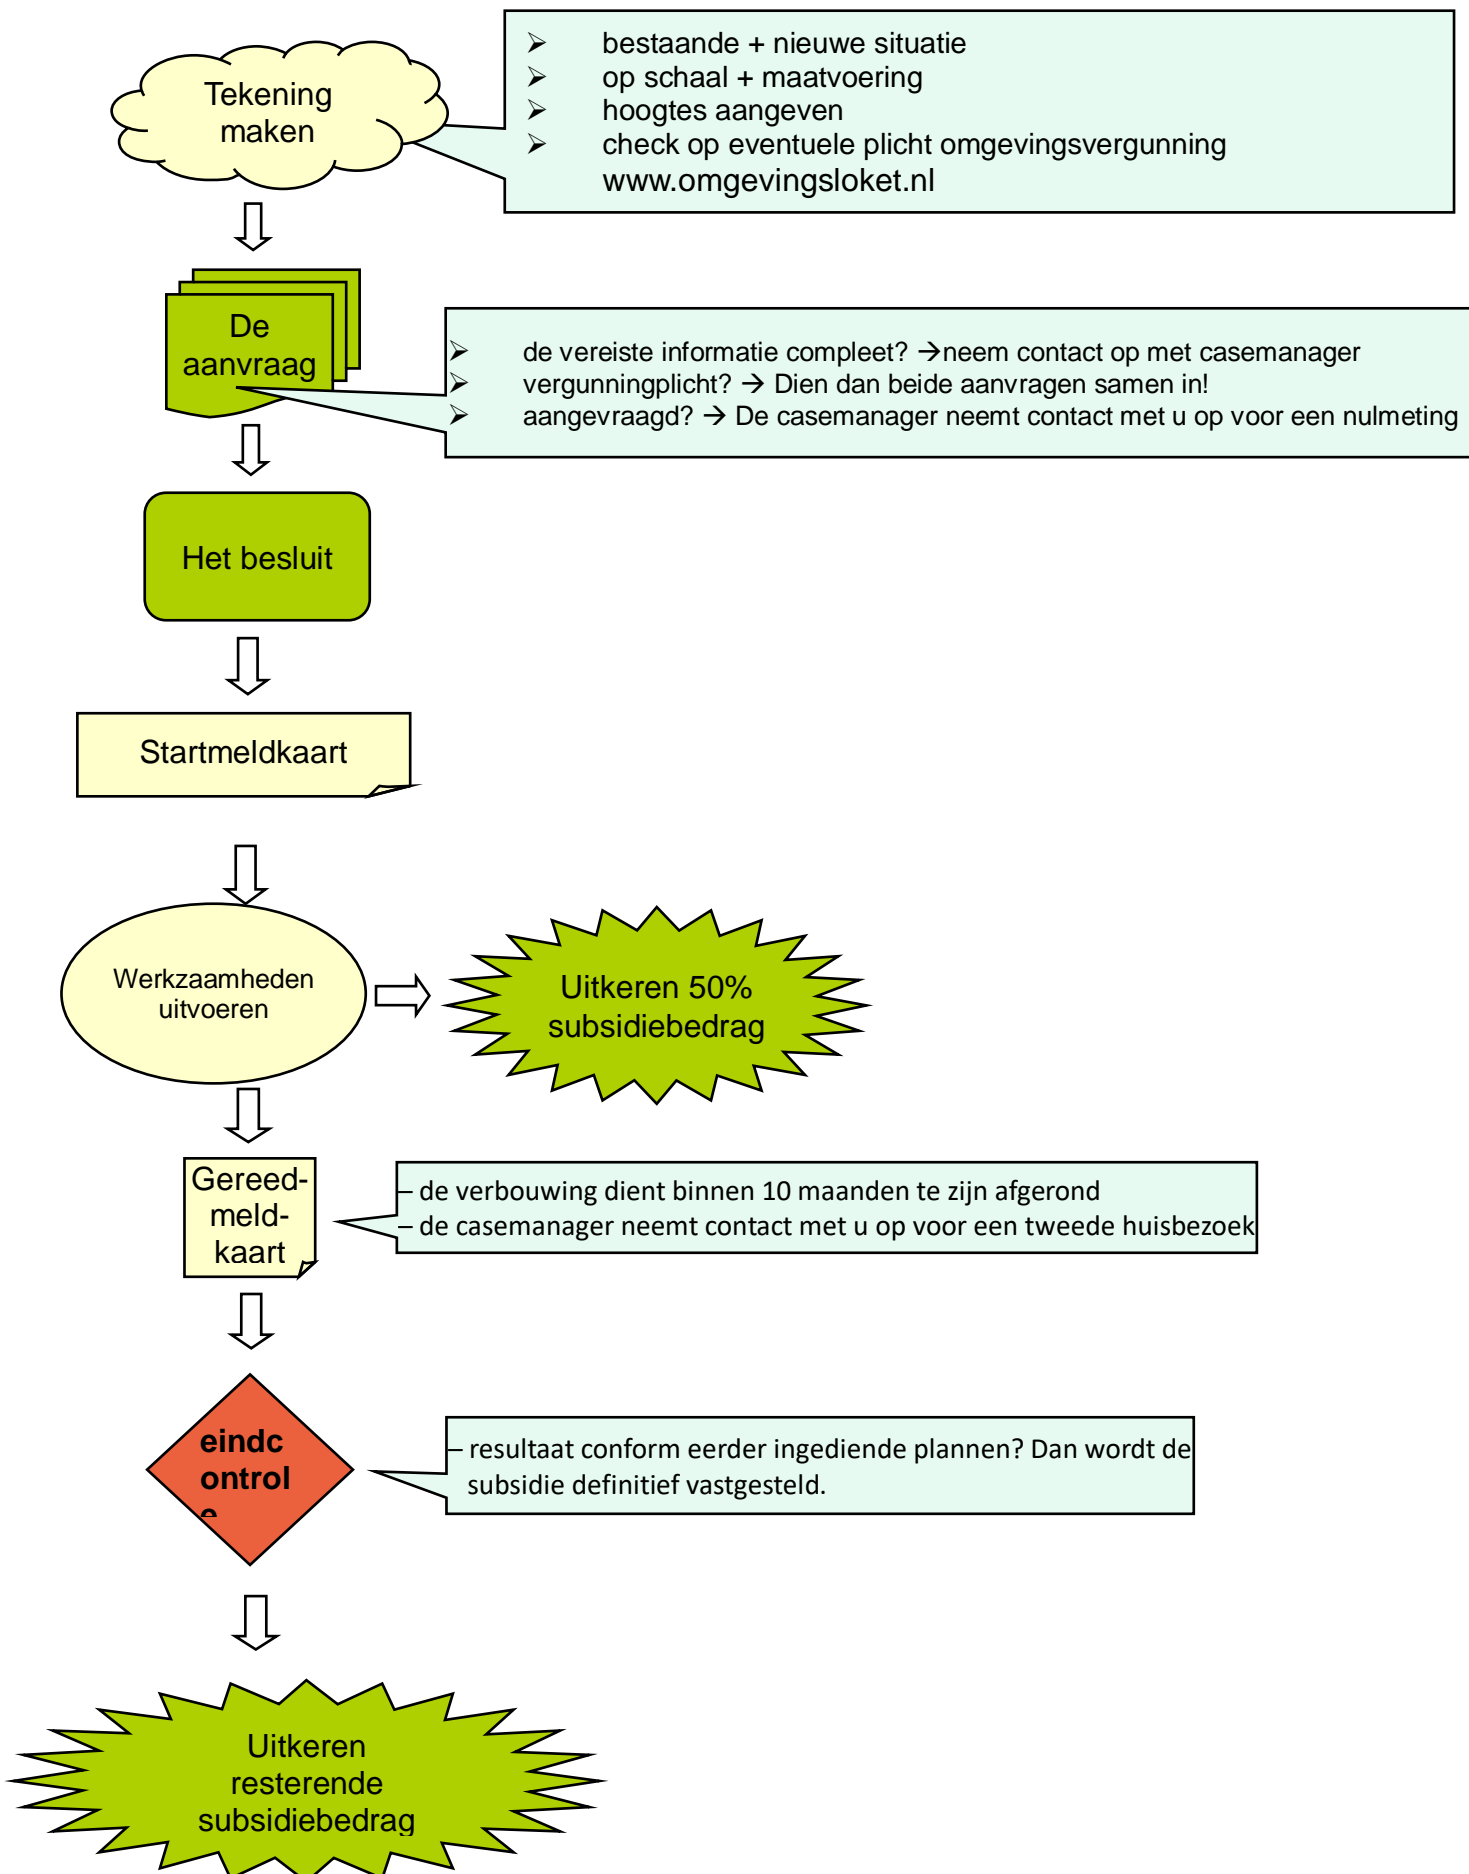 Tekening
maken
➢ bestaande + nieuwe situatie
➢ op schaal + maatvoering
➢ hoogtes aangeven
➢ check op eventuele plicht omgevingsvergunning
www.omgevingsloket.nl
De
aanvraag
➢ de vereiste informatie compleet? →neem contact op met casemanager
➢ vergunningplicht? → Dien dan beide aanvragen samen in!
➢ aangevraagd? → De casemanager neemt contact met u op voor een nulmeting
Het besluit
Startmeldkaart
Werkzaamheden
uitvoeren
Uitkeren 50%
subsidiebedrag
Gereed-
meld-
kaart
– de verbouwing dient binnen 10 maanden te zijn afgerond
– de casemanager neemt contact met u op voor een tweede huisbezoek
eindc
ontrol
e
– resultaat conform eerder ingediende plannen? Dan wordt de
subsidie definitief vastgesteld.
Uitkeren
resterende
subsidiebedrag